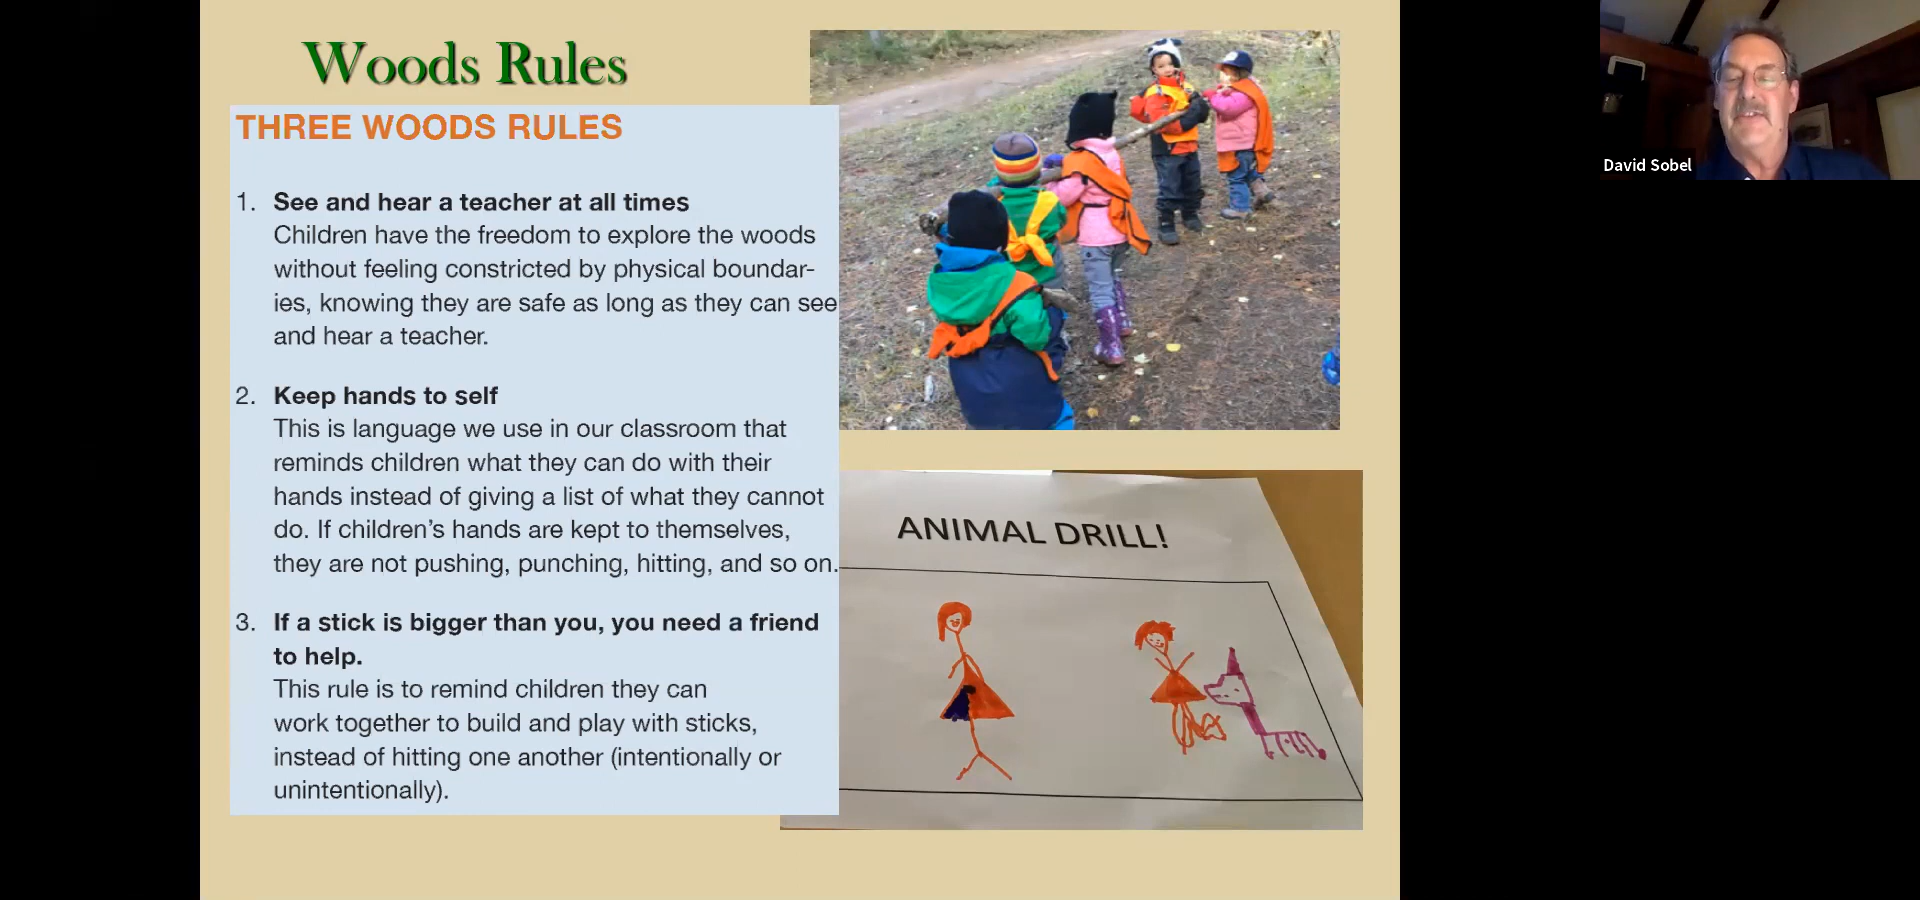 Woods Rules
THREE WOODS RULES
1. See and hear a teacher at all times
Children have the freedom to explore the woods
without feeling constricted by physical boundar-
ies, knowing they are safe as long as they can see
and hear a teacher.
2. Keep hands to self
This is language we use in our classroom that
reminds children what they can do with their
hands instead of giving a list of what they cannot
do. If children’s hands are kept to themselves,
they are not pushing, punching, hitting, and so on.
3. If a stick is bigger than you, you need a friend
to help.
This rule is to remind children they can
work together to build and play with sticks,
instead of hitting one another (intentionally or
unintentionally).
ANIMAL DRILL!
David Sobel